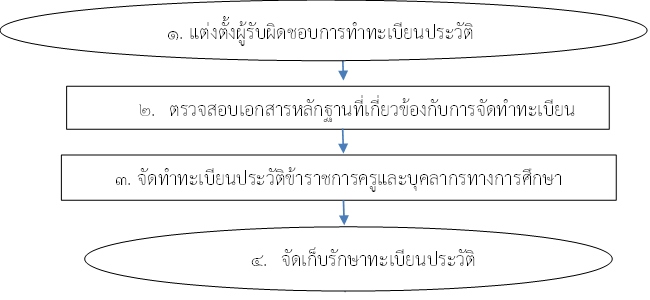 ๑. แต่งตั้งผู้รับผิดชอบการทำทะเบียนประวัติ
๒. ตรวจสอบเอกสารหลักฐานที่เกี่ยวข้องกับการจัดทำทะเบียน
๓. จัดทำทะเบียนประวัติข้าราชการครูและบุคลากรทางการศึกษา
๔. จัดเก็บรักษาทะเบียนประวัติ